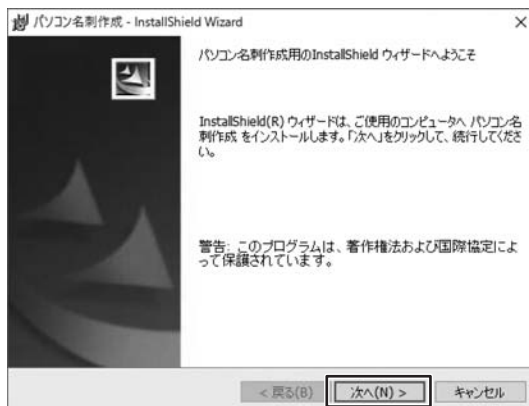 パソコン名刺作成 - InstallShield Wizard
パソコン名刺作成用のInstallShield ウィザードへようこそ
InstallShield(R) ウィザードは、ご使用のコンピュータへ パソコン名
刺作成 をインストールします。「次へ」をクリックして、続行してくださ
い。
警告: このプログラムは、著作権法および国際協定によ
って保護されています。
< 戻る(B)
次へ(N) >
キャンセル